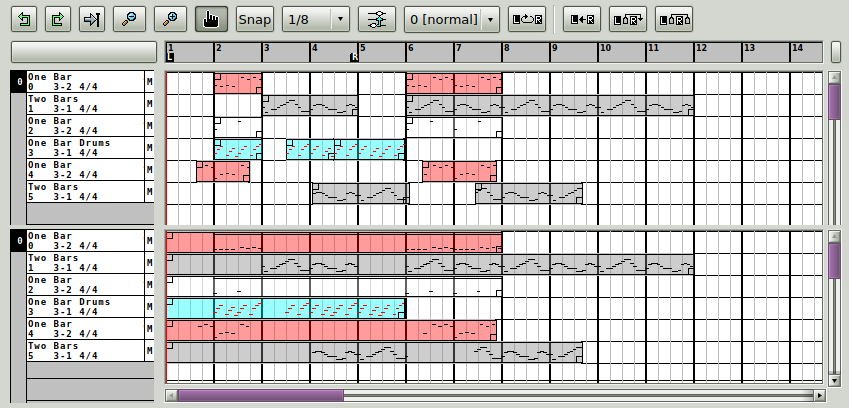 Snap 1/8 0 [normal] L R L R L R L R
1 2 3 4 5 6 7 8 9 10 11 12 13 14
L R
0 One Bar M
0 3-2 4/4
Two Bars M
1 3-1 4/4
One Bar M
2 3-2 4/4
One Bar Drums M
3 3-1 4/4
One Bar M
4 3-2 4/4
Two Bars M
5 3-1 4/4
0 One Bar M
0 3-2 4/4
Two Bars M
1 3-1 4/4
One Bar M
2 3-2 4/4
One Bar Drums M
3 3-1 4/4
One Bar M
4 3-2 4/4
Two Bars M
5 3-1 4/4